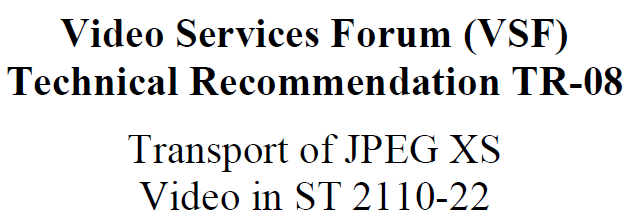 Video Services Forum (VSF)
Technical Recommendation TR-08
Transport of JPEG XS
Video in ST 2110-22